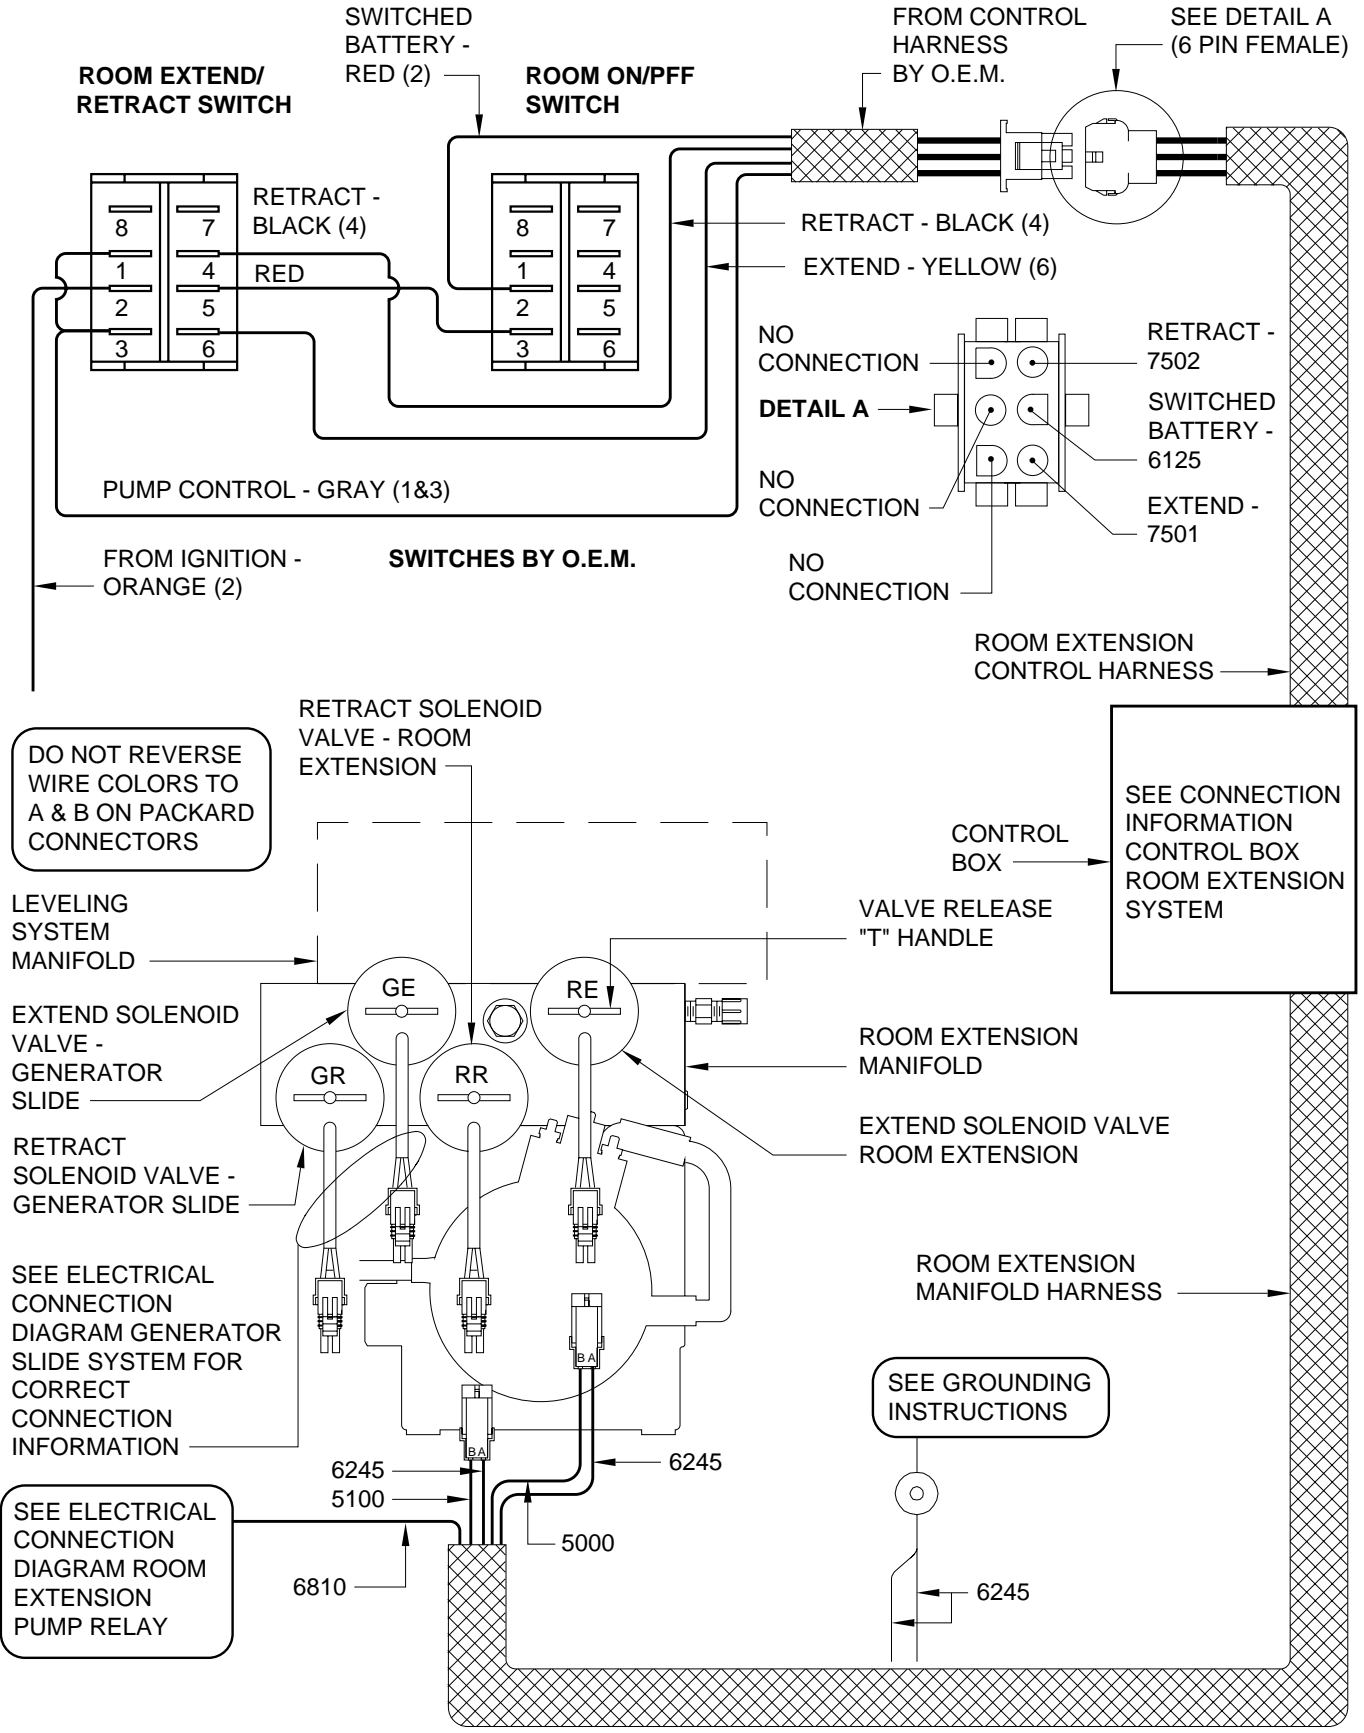 SWITCHED
BATTERY -
RED (2)
FROM CONTROL
HARNESS
BY O.E.M.
SEE DETAIL A
(6 PIN FEMALE)
ROOM EXTEND/
RETRACT SWITCH
ROOM ON/PFF
SWITCH
RETRACT -
BLACK (4)
RED
8
7
1
4
2
5
3
6
8
7
1
4
2
5
3
6
RETRACT - BLACK (4)
EXTEND - YELLOW (6)
NO
CONNECTION
RETRACT -
7502
DETAIL A
SWITCHED
BATTERY -
6125
NO
CONNECTION
EXTEND -
7501
NO
CONNECTION
PUMP CONTROL - GRAY (1&3)
FROM IGNITION -
ORANGE (2)
SWITCHES BY O.E.M.
ROOM EXTENSION
CONTROL HARNESS
RETRACT SOLENOID
VALVE - ROOM
EXTENSION
DO NOT REVERSE
WIRE COLORS TO
A & B ON PACKARD
CONNECTORS
SEE CONNECTION
INFORMATION
CONTROL BOX
ROOM EXTENSION
SYSTEM
CONTROL
BOX
LEVELING
SYSTEM
MANIFOLD
VALVE RELEASE
"T" HANDLE
GE
RE
EXTEND SOLENOID
VALVE -
GENERATOR
SLIDE
ROOM EXTENSION
MANIFOLD
GR
RR
RETRACT
SOLENOID VALVE -
GENERATOR SLIDE
EXTEND SOLENOID VALVE
ROOM EXTENSION
SEE ELECTRICAL
CONNECTION
DIAGRAM GENERATOR
SLIDE SYSTEM FOR
CORRECT
CONNECTION
INFORMATION
ROOM EXTENSION
MANIFOLD HARNESS
B A
B A
SEE GROUNDING
INSTRUCTIONS
6245
5100
6245
5000
SEE ELECTRICAL
CONNECTION
DIAGRAM ROOM
EXTENSION
PUMP RELAY
6810
6245